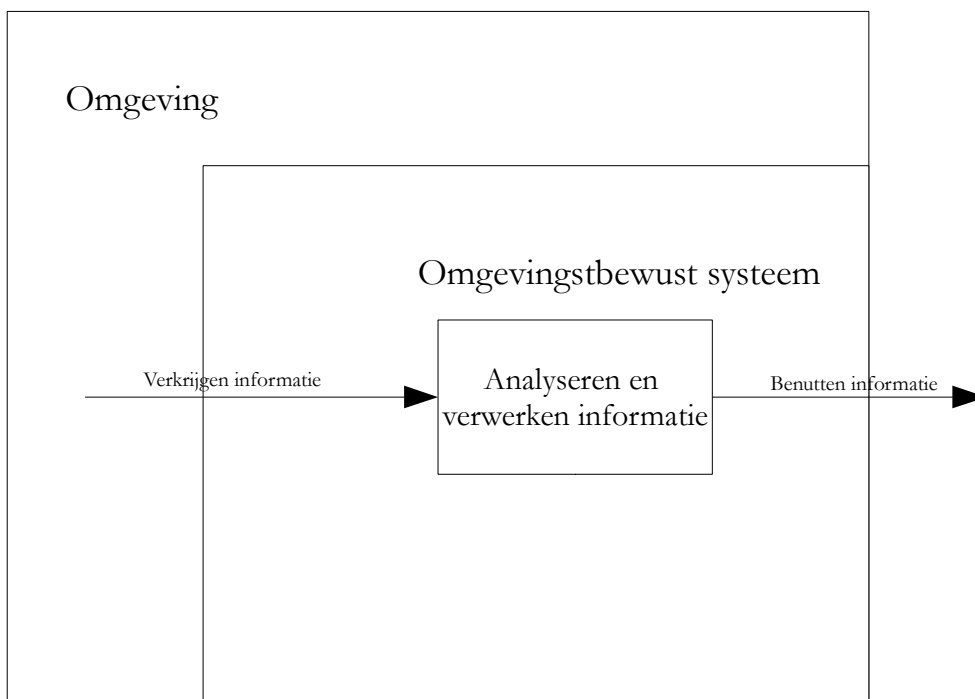 Omgeving
Omgevingstbewust systeem
Verkrijgen informatie
Analyseren en
verwerken informatie
Benutten informatie